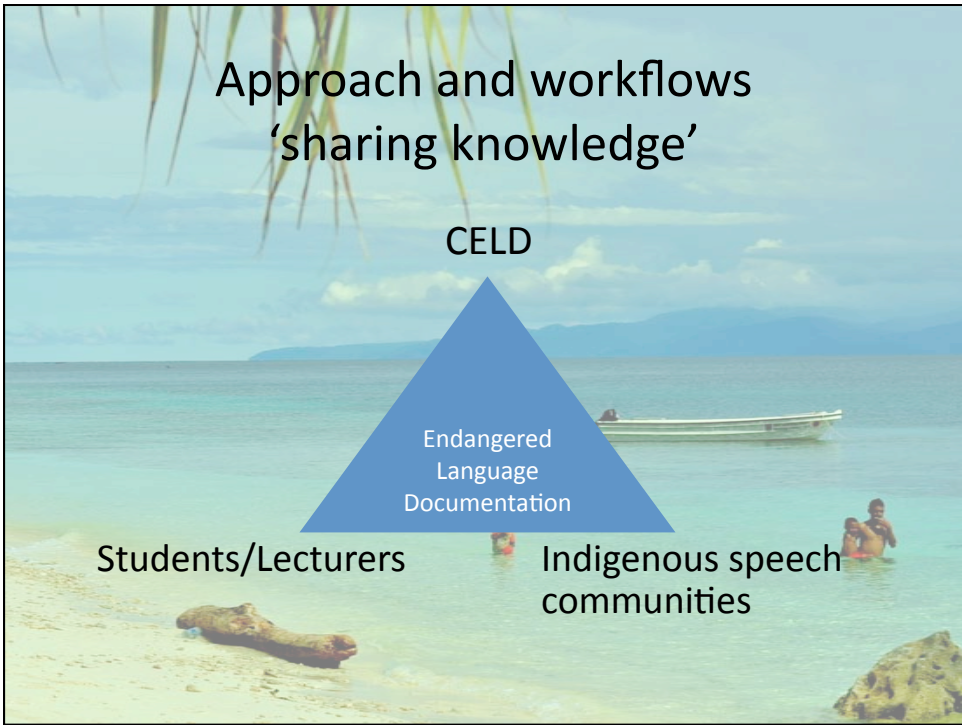 Approach and workflows
‘sharing knowledge’
CELD
Endangered
Language
Documentation
Students/Lecturers
Indigenous speech
communities